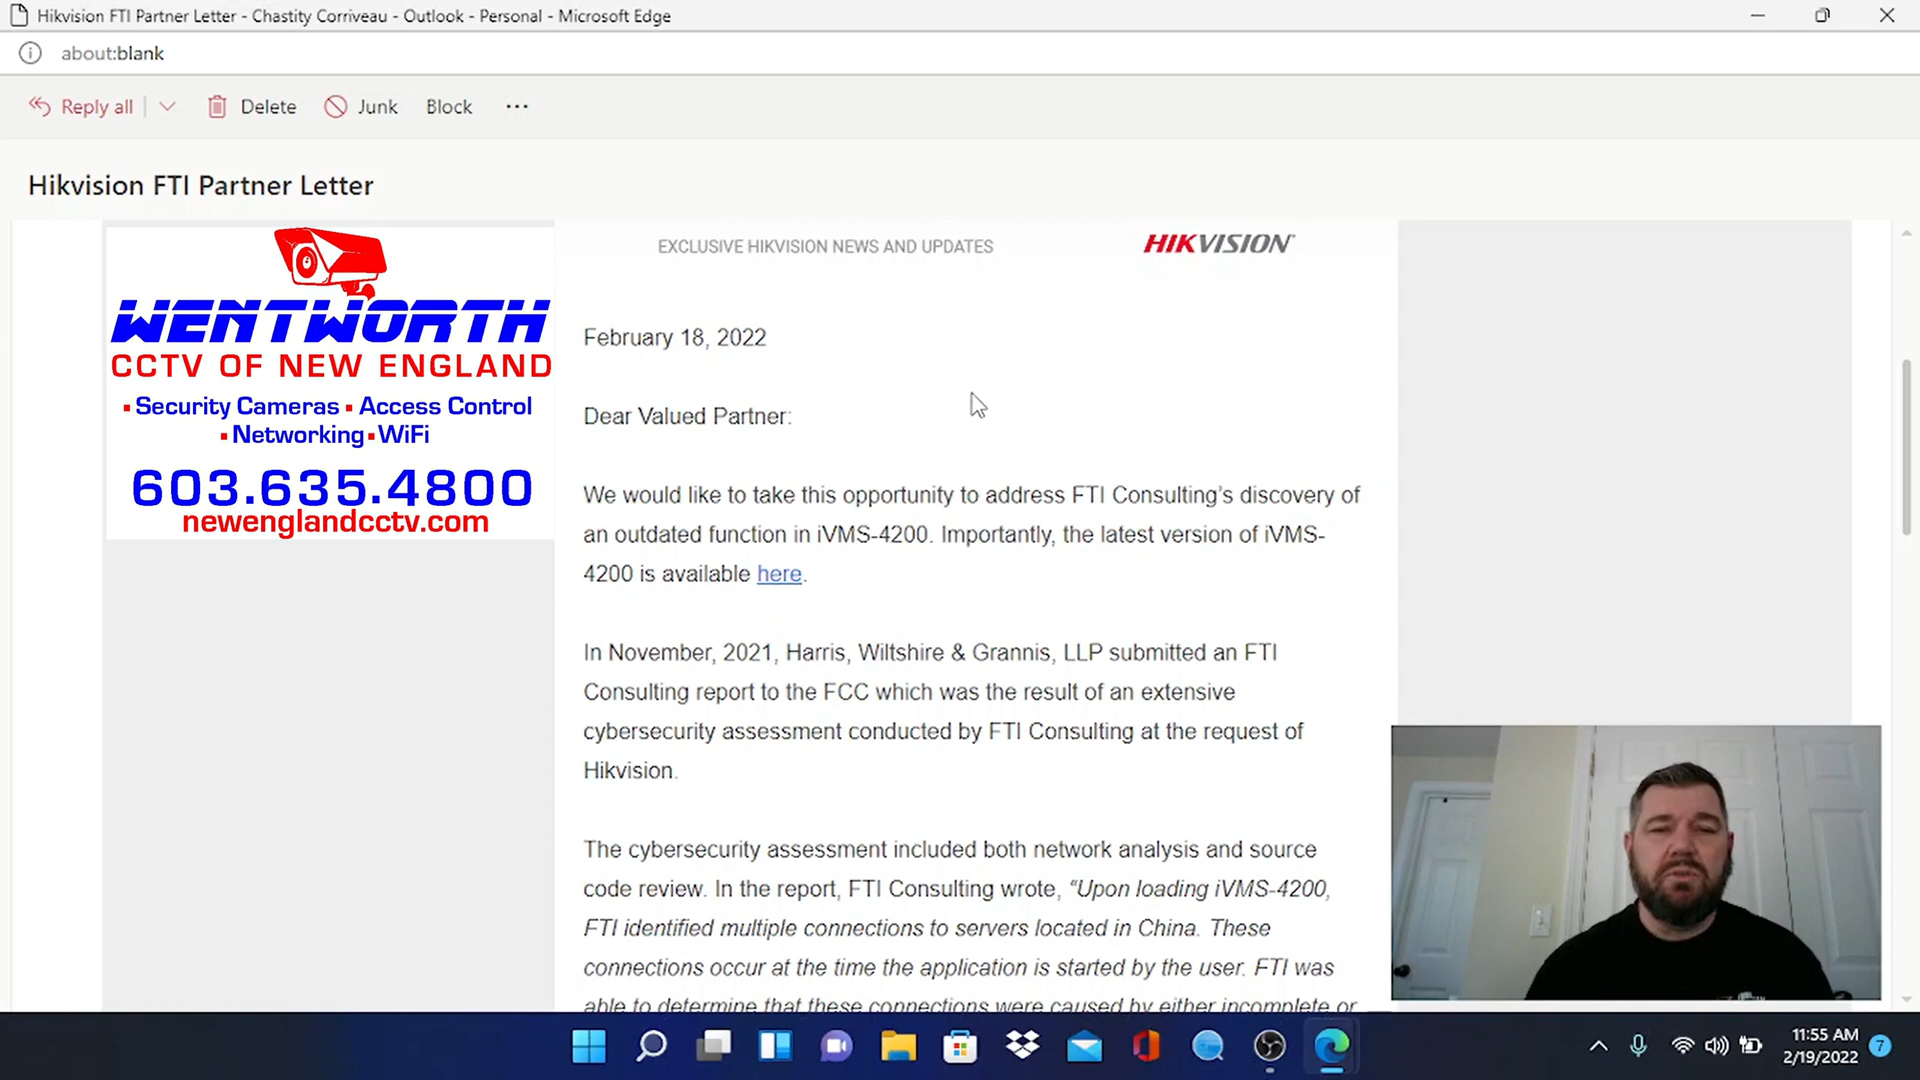 Hikvision FTI Partner Letter - Chastity Corriveau - Outlook - Personal - Microsoft Edge
about:blank
Reply all
Delete
Junk
Block
Hikvision FTI Partner Letter
WENTWORTH
CCTV OF NEW ENGLAND
▪Security Cameras ▪ Access Control
▪Networking▪WiFi
603.635.4800
newenglandcctv.com
EXCLUSIVE HIKVISION NEWS AND UPDATES
HIKVISION
February 18, 2022
Dear Valued Partner:
We would like to take this opportunity to address FTI Consulting’s discovery of
an outdated function in iVMS-4200. Importantly, the latest version of iVMS-
4200 is available here.
In November, 2021, Harris, Wiltshire & Grannis, LLP submitted an FTI
Consulting report to the FCC which was the result of an extensive
cybersecurity assessment conducted by FTI Consulting at the request of
Hikvision.
The cybersecurity assessment included both network analysis and source
code review. In the report, FTI Consulting wrote, “Upon loading iVMS-4200,
FTI identified multiple connections to servers located in China. These
connections occur at the time the application is started by the user. FTI was
able to determine that these connections were caused by either incomplete or
11:55 AM
2/19/2022
7